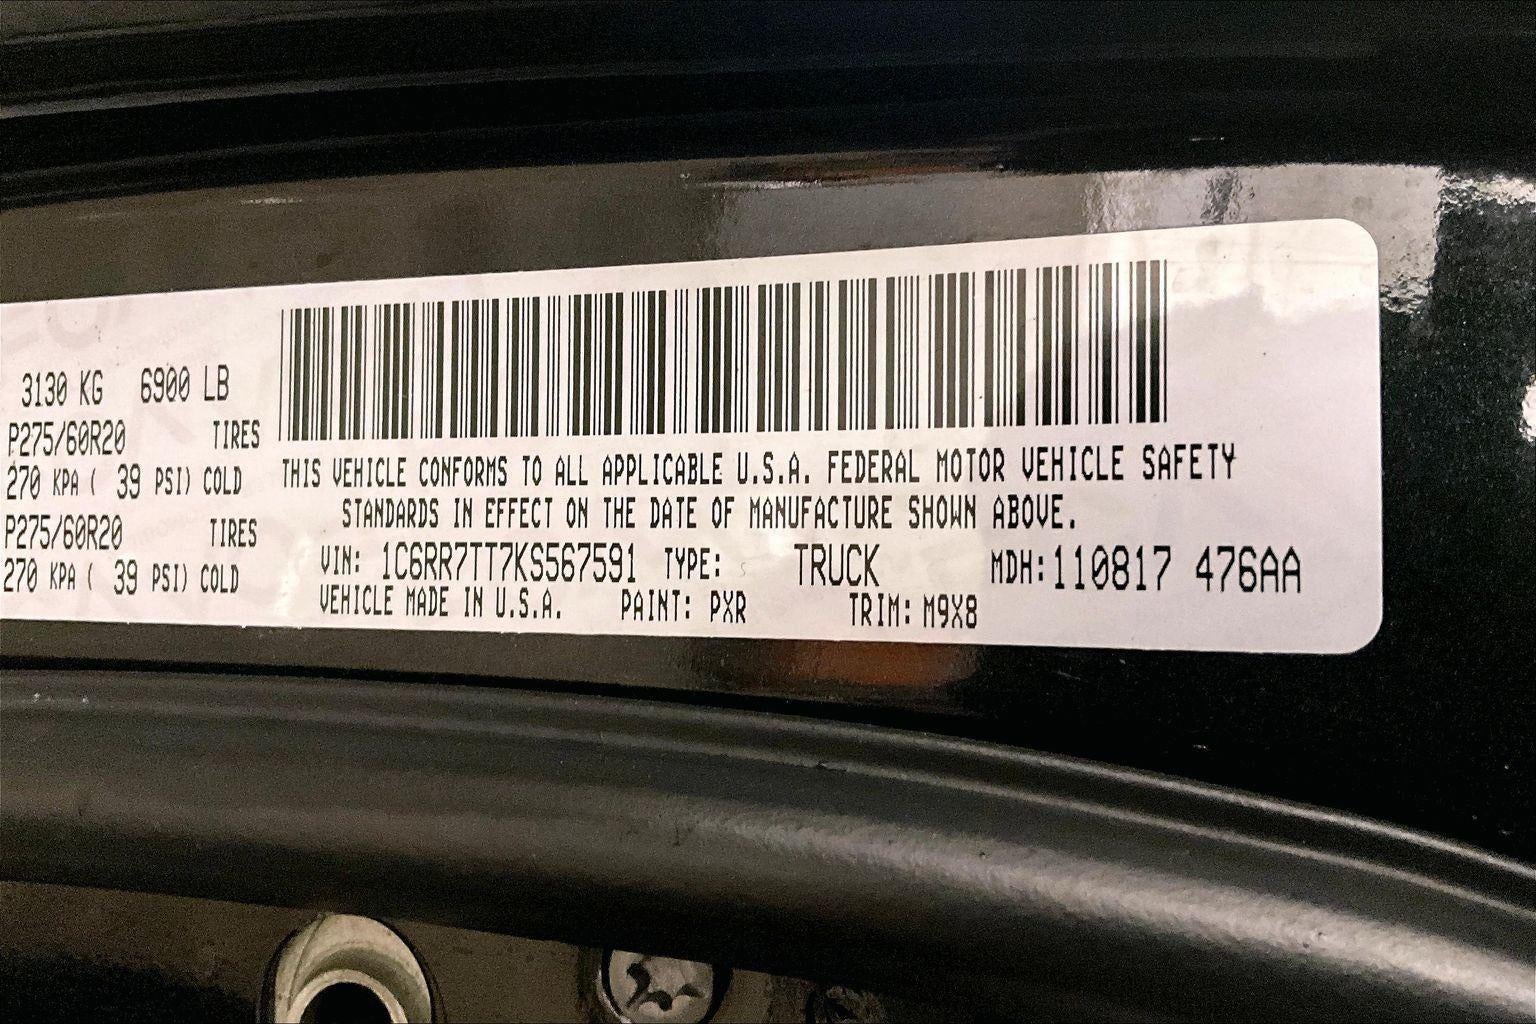 3130 KG 6900 LB
P275/60R20 TIRES
270 KPA ( 39 PSI) COLD
P275/60R20 TIRES
270 KPA ( 39 PSI) COLD
THIS VEHICLE CONFORMS TO ALL APPLICABLE U.S.A. FEDERAL MOTOR VEHICLE SAFETY
STANDARDS IN EFFECT ON THE DATE OF MANUFACTURE SHOWN ABOVE.
VIN: 1C6RR7TT7KS567591 TYPE: TRUCK MDH: 110817 476AA
VEHICLE MADE IN U.S.A. PAINT: PXR TRIM: M9X8